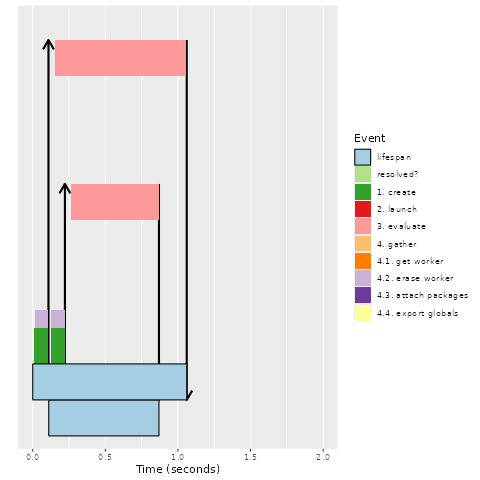 Event
lifespan
resolved?
1. create
2. launch
3. evaluate
4. gather
4.1. get worker
4.2. erase worker
4.3. attach packages
4.4. export globals
0.0 0.5 1.0 1.5 2.0
Time (seconds)